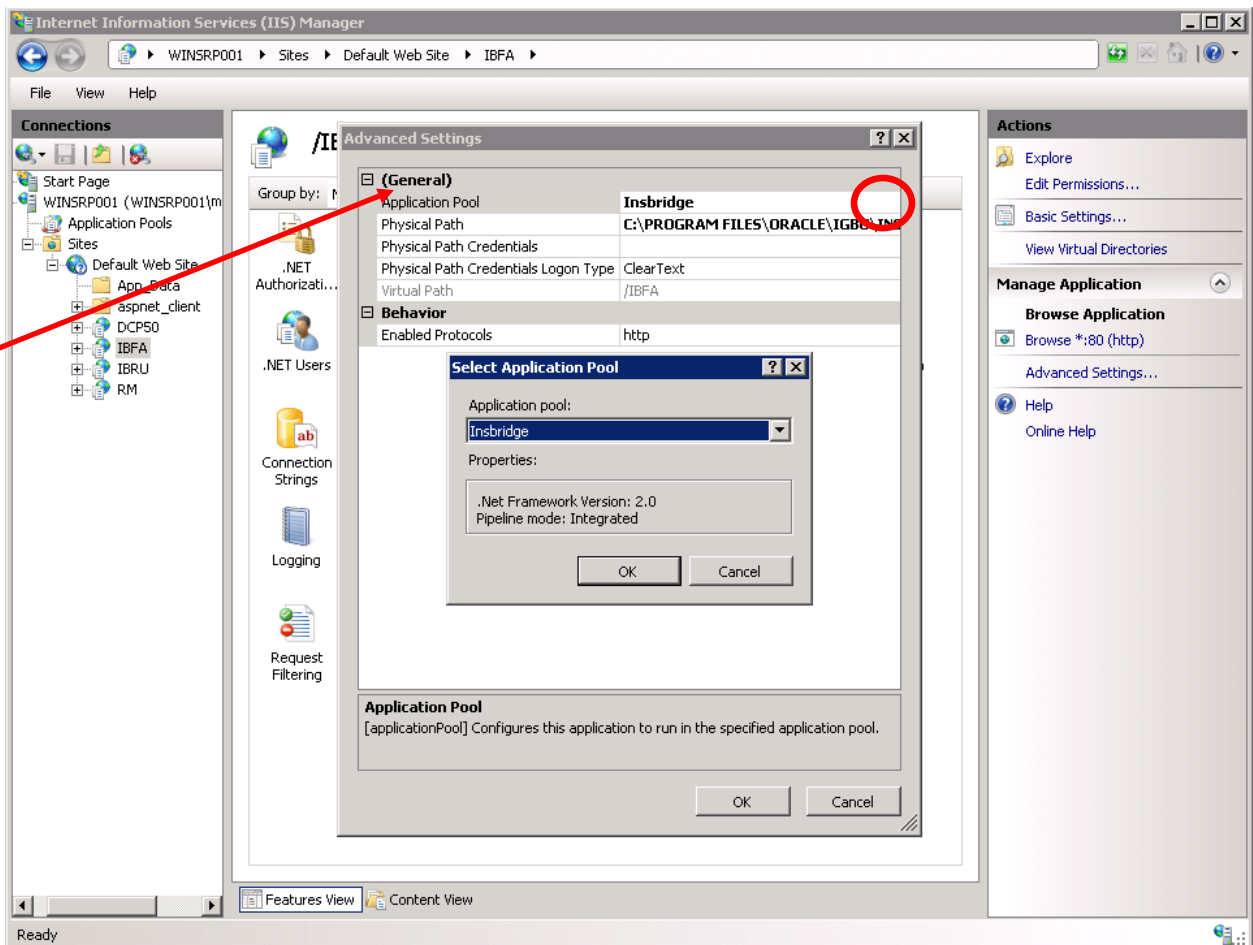 Internet Information Services (IIS) Manager
WINSRP001 Sites Default Web Site IBFA
File View Help
Connections
Start Page
WINSRP001 (WINSRP001\m
Application Pools
Sites
Default Web Site
App_Data
aspnet_client
DCP50
IBFA
IBRU
RM
Group by:
.NET
Authorizati...
.NET Users
Connection
Strings
Logging
Request
Filtering
Features View Content View
Advanced Settings
(General)
Application Pool Insbridge
Physical Path C:\PROGRAM FILES\ORACLE\IGBU\INS
Physical Path Credentials
Physical Path Credentials Logon Type ClearText
Virtual Path /IBFA
Behavior
Enabled Protocols http
Select Application Pool
Application pool:
Insbridge
Properties:
.Net Framework Version: 2.0
Pipeline mode: Integrated
OK Cancel
Application Pool
[applicationPool] Configures this application to run in the specified application pool.
OK Cancel
Actions
Explore
Edit Permissions...
Basic Settings...
View Virtual Directories
Manage Application
Browse Application
Browse *:80 (http)
Advanced Settings...
Help
Online Help
Ready